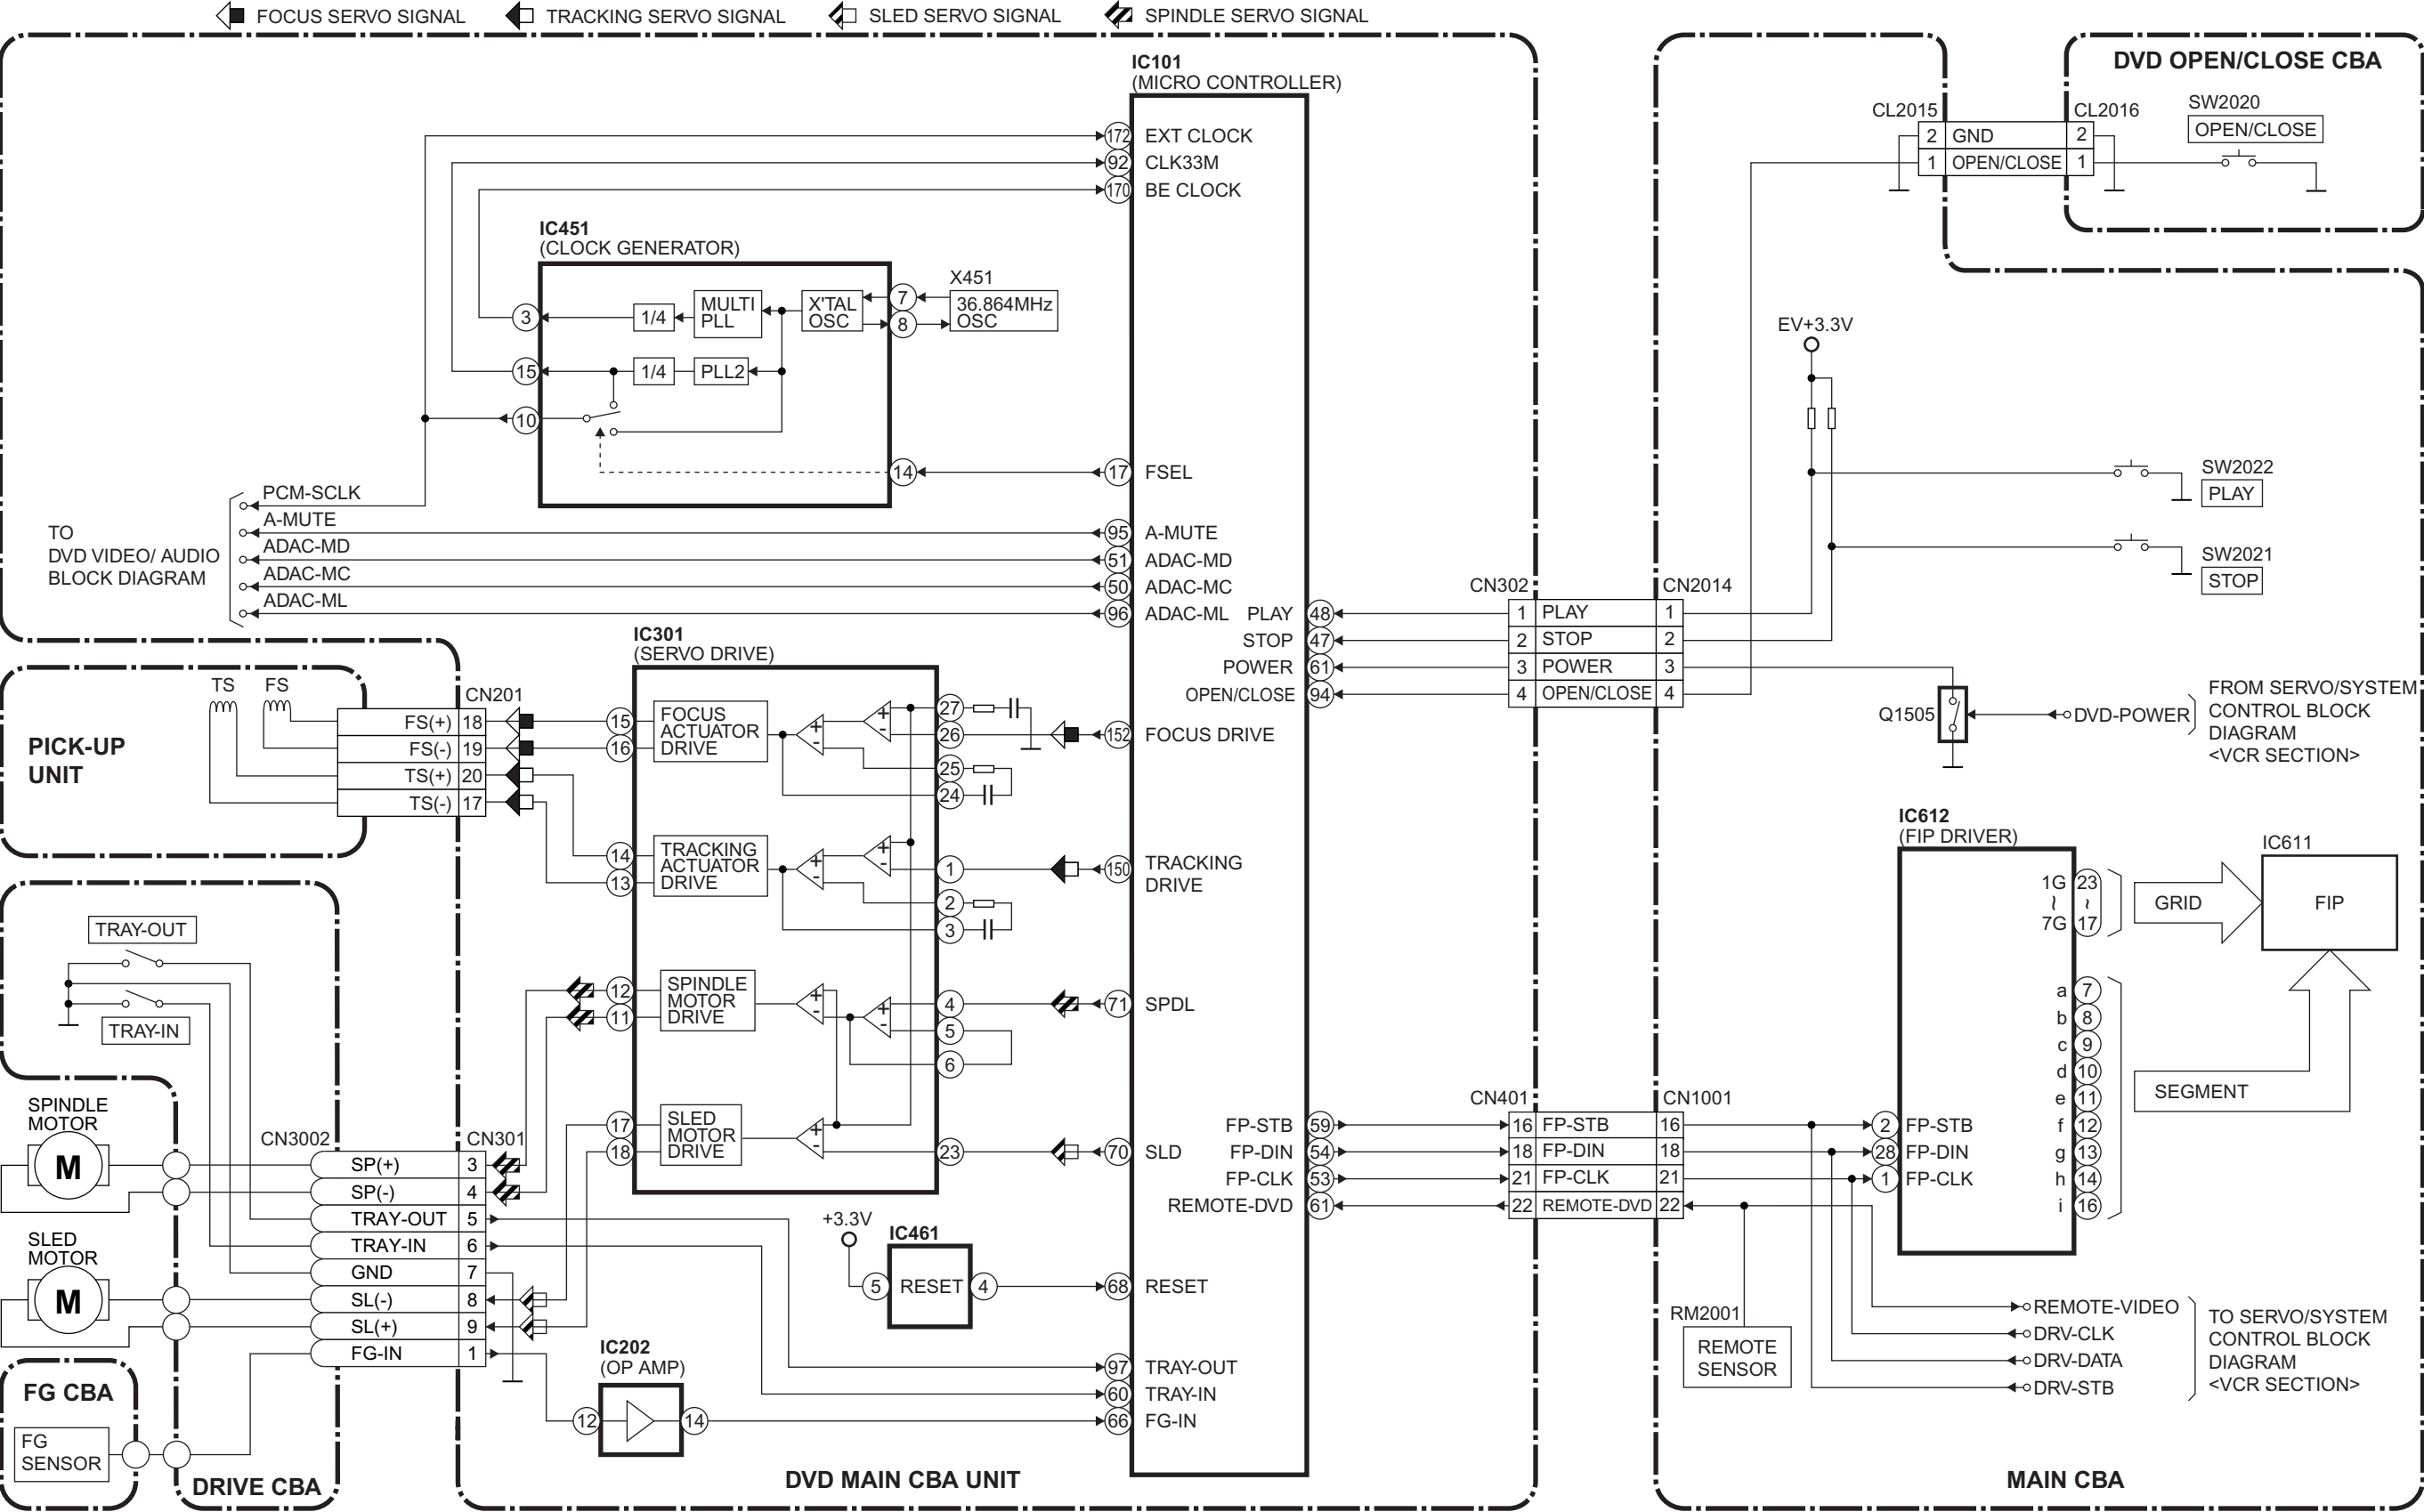 FOCUS SERVO SIGNAL
TRACKING SERVO SIGNAL
SLED SERVO SIGNAL
SPINDLE SERVO SIGNAL
IC101
(MICRO CONTROLLER)
172 EXT CLOCK
92 CLK33M
170 BE CLOCK
IC451
(CLOCK GENERATOR)
X451
36.864MHz
OSC
7
8
X'TAL
OSC
MULTI
PLL
1/4
3
PLL2
1/4
15
10
14
17 FSEL
TO
DVD VIDEO/ AUDIO
BLOCK DIAGRAM
PCM-SCLK
A-MUTE
ADAC-MD
ADAC-MC
ADAC-ML
95 A-MUTE
51 ADAC-MD
50 ADAC-MC
96 ADAC-ML
PLAY 48
STOP 47
POWER 61
OPEN/CLOSE 94
CN302
CN2014
1 PLAY 1
2 STOP 2
3 POWER 3
4 OPEN/CLOSE 4
DVD OPEN/CLOSE CBA
CL2015
CL2016
2 GND 2
1 OPEN/CLOSE 1
SW2020
OPEN/CLOSE
EV+3.3V
SW2022
PLAY
SW2021
STOP
Q1505
DVD-POWER
FROM SERVO/SYSTEM
CONTROL BLOCK
DIAGRAM
<VCR SECTION>
PICK-UP
UNIT
TS
FS
CN201
FS(+) 18
FS(-) 19
TS(+) 20
TS(-) 17
IC301
(SERVO DRIVE)
15
16
FOCUS
ACTUATOR
DRIVE
+
-
+
-
27
26
25
24
152 FOCUS DRIVE
14
13
TRACKING
ACTUATOR
DRIVE
+
-
+
-
1
2
3
150 TRACKING
DRIVE
12
11
SPINDLE
MOTOR
DRIVE
+
-
+
-
4
5
6
71 SPDL
17
18
SLED
MOTOR
DRIVE
+
-
23
70 SLD
TRAY-OUT
TRAY-IN
SPINDLE
MOTOR
M
SLED
MOTOR
M
CN3002
CN301
SP(+) 3
SP(-) 4
TRAY-OUT 5
TRAY-IN 6
GND 7
SL(-) 8
SL(+) 9
FG-IN 1
FG CBA
FG
SENSOR
DRIVE CBA
+3.3V
IC461
5 RESET 4
68 RESET
IC202
(OP AMP)
12
14
97 TRAY-OUT
60 TRAY-IN
66 FG-IN
DVD MAIN CBA UNIT
FP-STB 59
FP-DIN 54
FP-CLK 53
REMOTE-DVD 61
CN401
CN1001
16 FP-STB 16
18 FP-DIN 18
21 FP-CLK 21
22 REMOTE-DVD 22
IC612
(FIP DRIVER)
2 FP-STB
28 FP-DIN
1 FP-CLK
1G 23
~ ~
7G 17
a 7
b 8
c 9
d 10
e 11
f 12
g 13
h 14
i 16
GRID
SEGMENT
IC611
FIP
RM2001
REMOTE
SENSOR
REMOTE-VIDEO
DRV-CLK
DRV-DATA
DRV-STB
TO SERVO/SYSTEM
CONTROL BLOCK
DIAGRAM
<VCR SECTION>
MAIN CBA